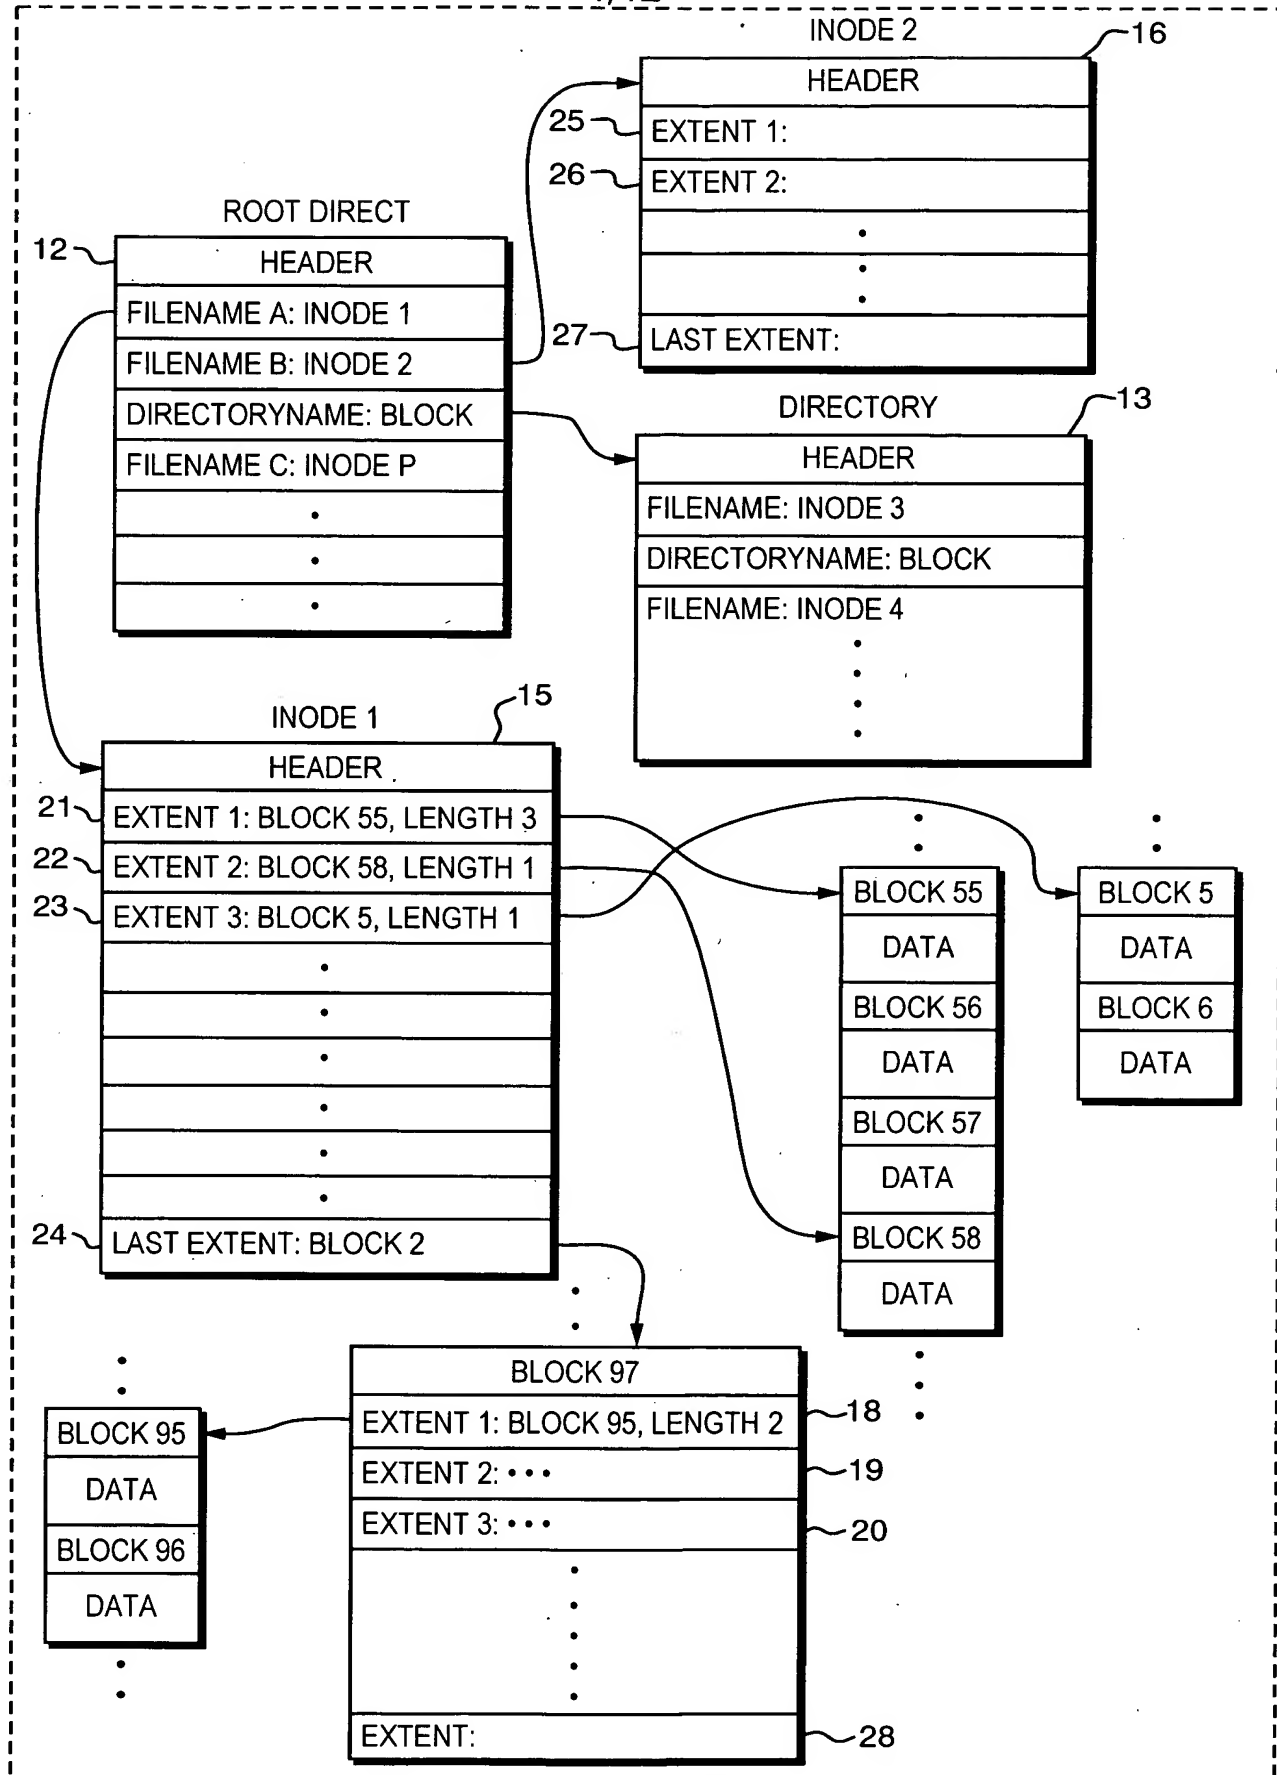 INODE 2
16
HEADER
25
EXTENT 1:
26
EXTENT 2:
27
LAST EXTENT:
ROOT DIRECT
12
HEADER
FILENAME A: INODE 1
FILENAME B: INODE 2
DIRECTORYNAME: BLOCK
FILENAME C: INODE P
DIRECTORY
13
HEADER
FILENAME: INODE 3
DIRECTORYNAME: BLOCK
FILENAME: INODE 4
INODE 1
15
HEADER
21
EXTENT 1: BLOCK 55, LENGTH 3
22
EXTENT 2: BLOCK 58, LENGTH 1
23
EXTENT 3: BLOCK 5, LENGTH 1
24
LAST EXTENT: BLOCK 2
BLOCK 55
DATA
BLOCK 56
DATA
BLOCK 57
DATA
BLOCK 58
DATA
BLOCK 5
DATA
BLOCK 6
DATA
BLOCK 97
EXTENT 1: BLOCK 95, LENGTH 2
18
EXTENT 2: •••
19
EXTENT 3: •••
20
EXTENT:
28
BLOCK 95
DATA
BLOCK 96
DATA